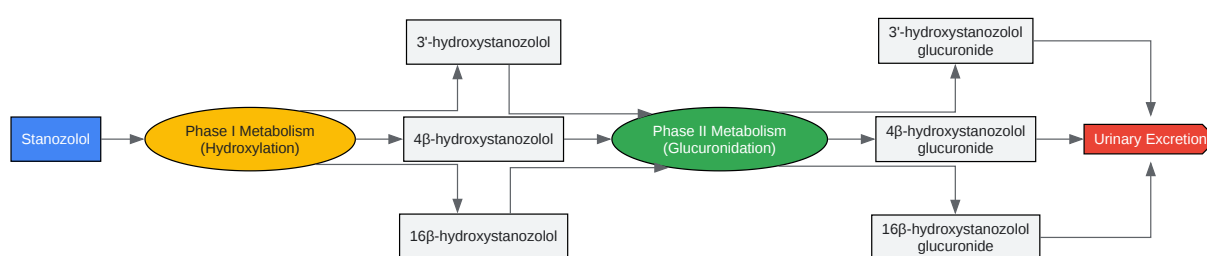 Stanozolol
Phase I Metabolism
(Hydroxylation)
3'-hydroxystanozolol
4β-hydroxystanozolol
16β-hydroxystanozolol
Phase II Metabolism
(Glucuronidation)
3'-hydroxystanozolol
glucuronide
4β-hydroxystanozolol
glucuronide
16β-hydroxystanozolol
glucuronide
Urinary Excretion